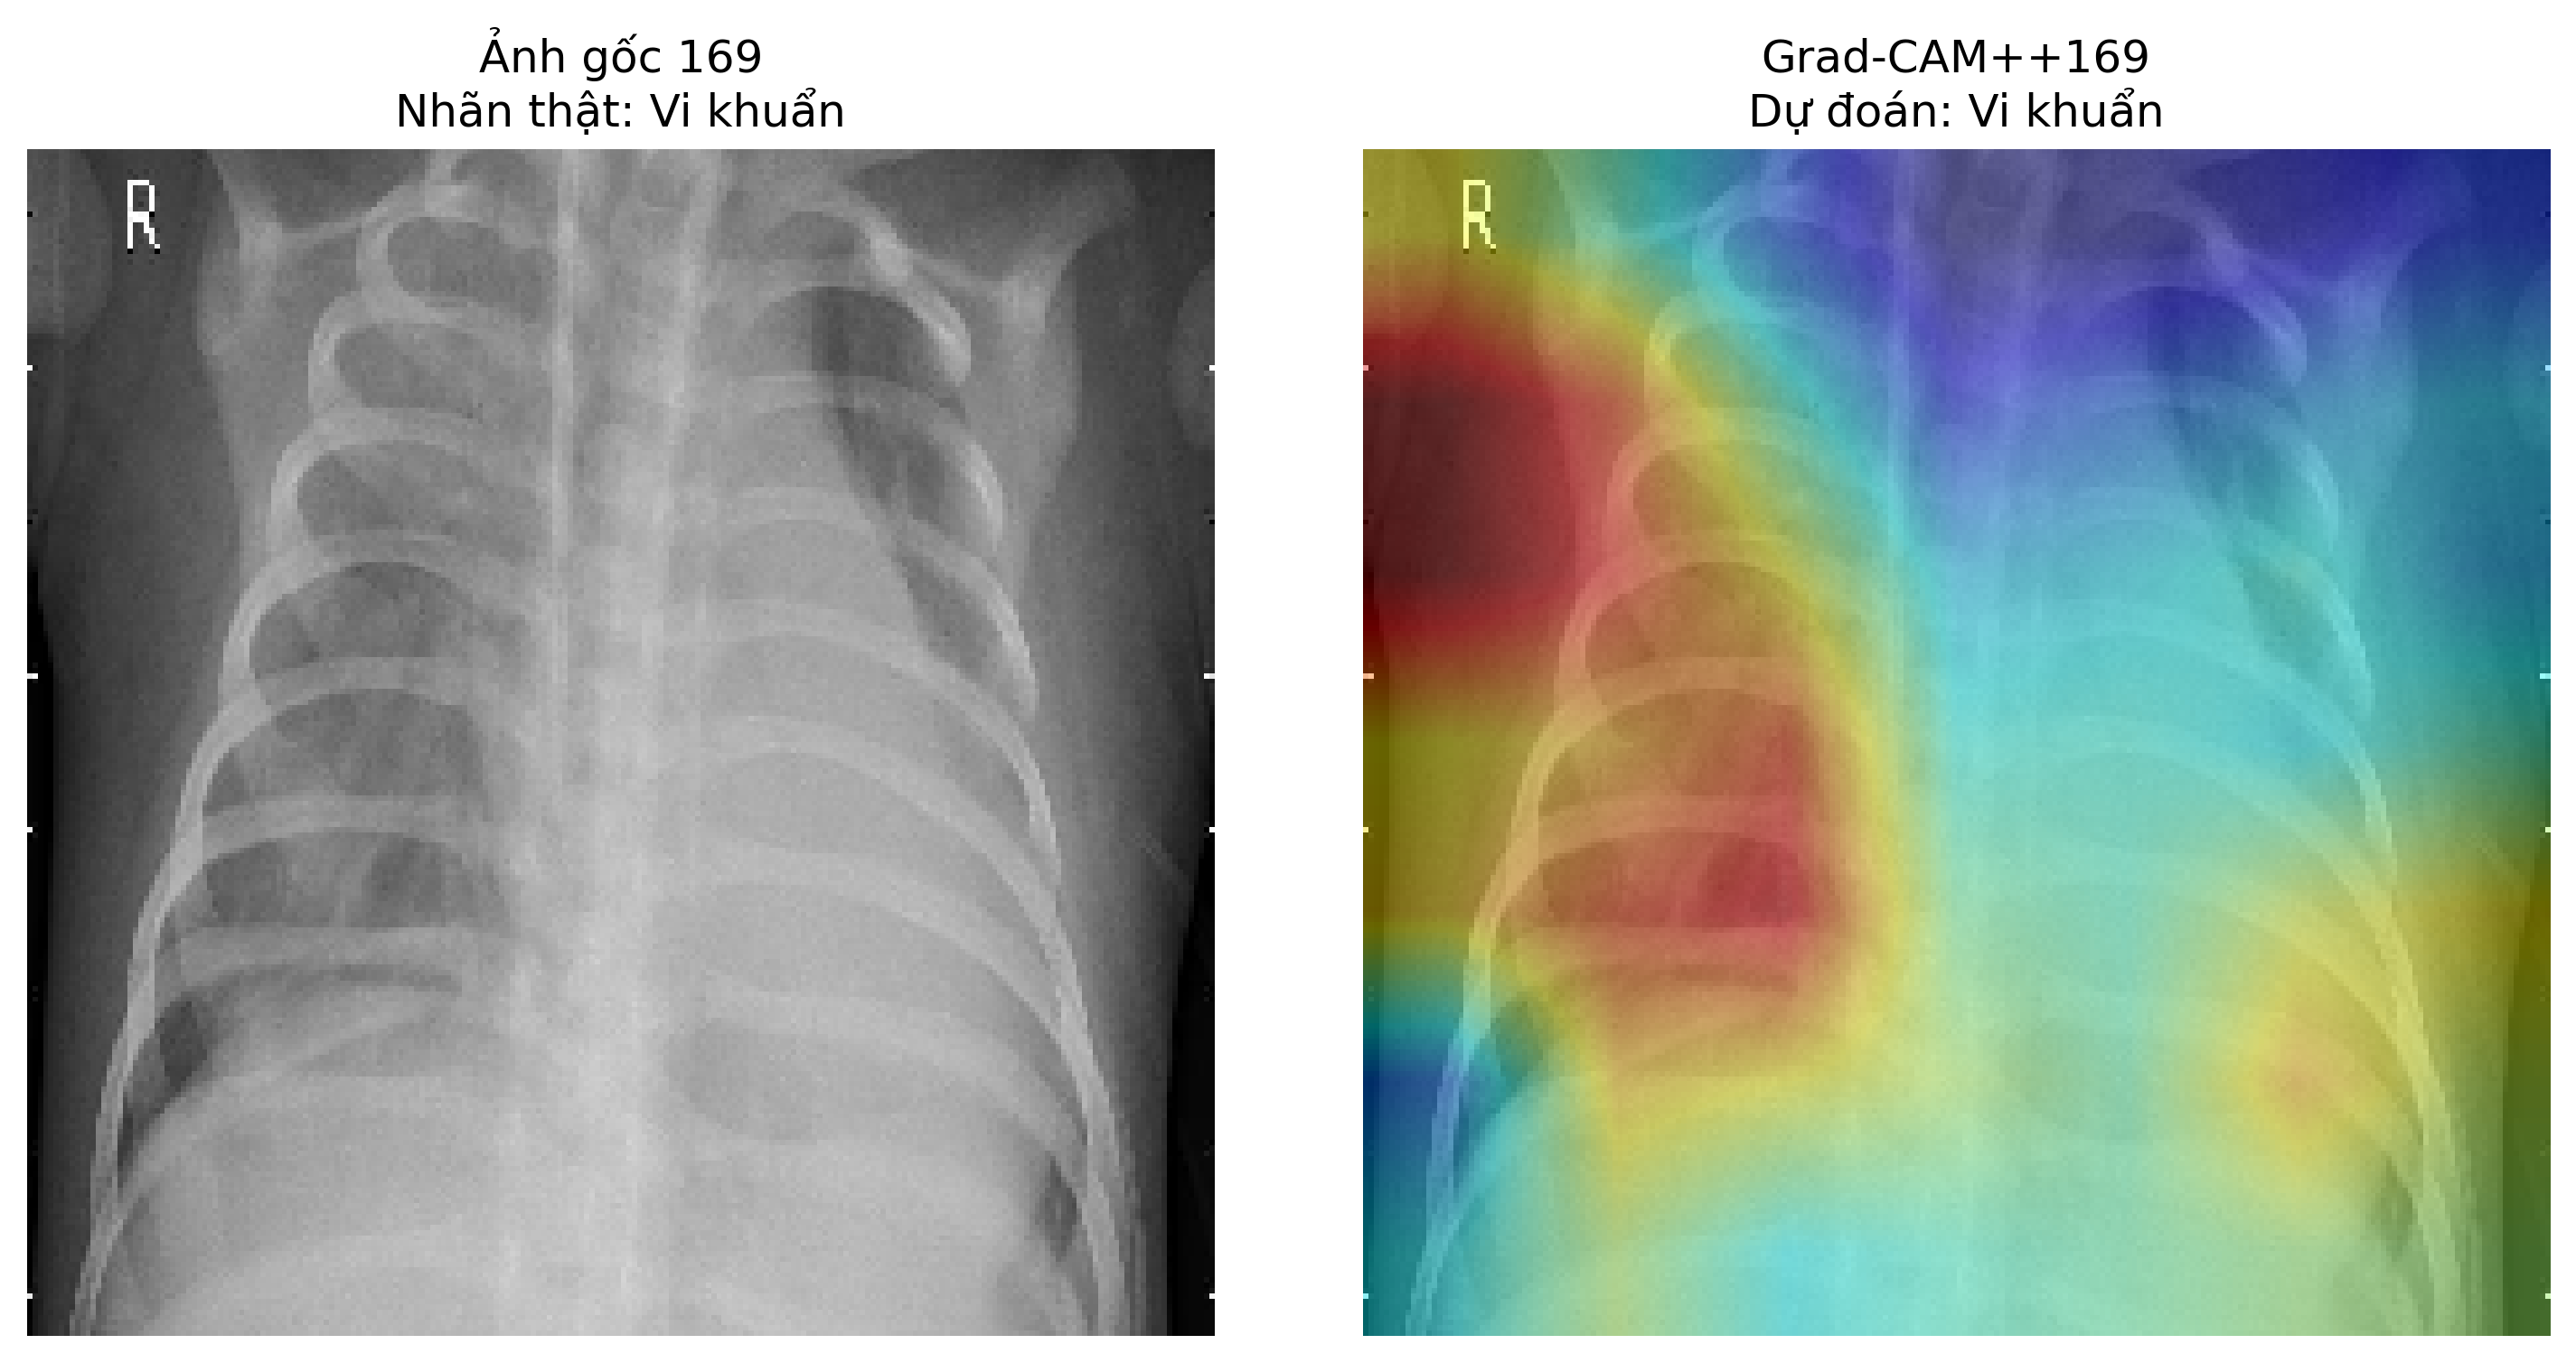 Ảnh gốc 169
Nhãn thật: Vi khuẩn
R
Grad-CAM++169
Dự đoán: Vi khuẩn
R